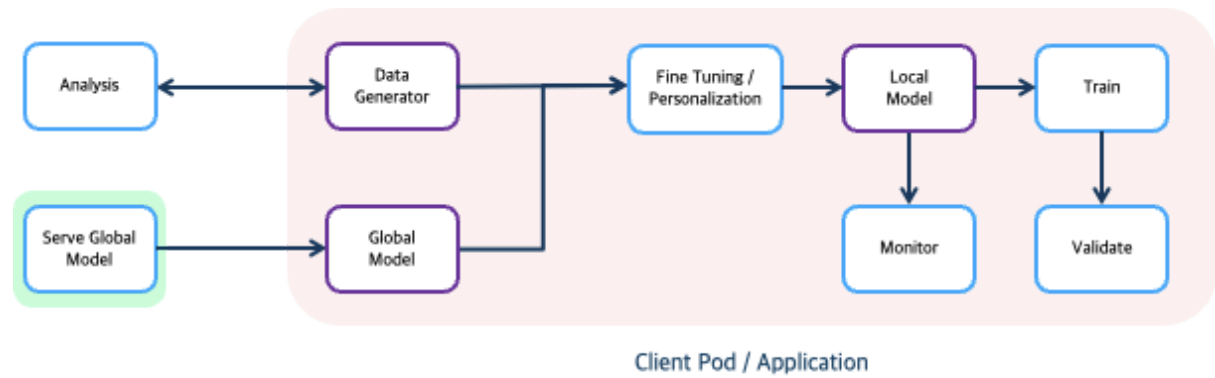 Analysis
Data
Generator
Fine Tuning /
Personalization
Local
Model
Train
Serve Global
Model
Global
Model
Monitor
Validate
Client Pod / Application